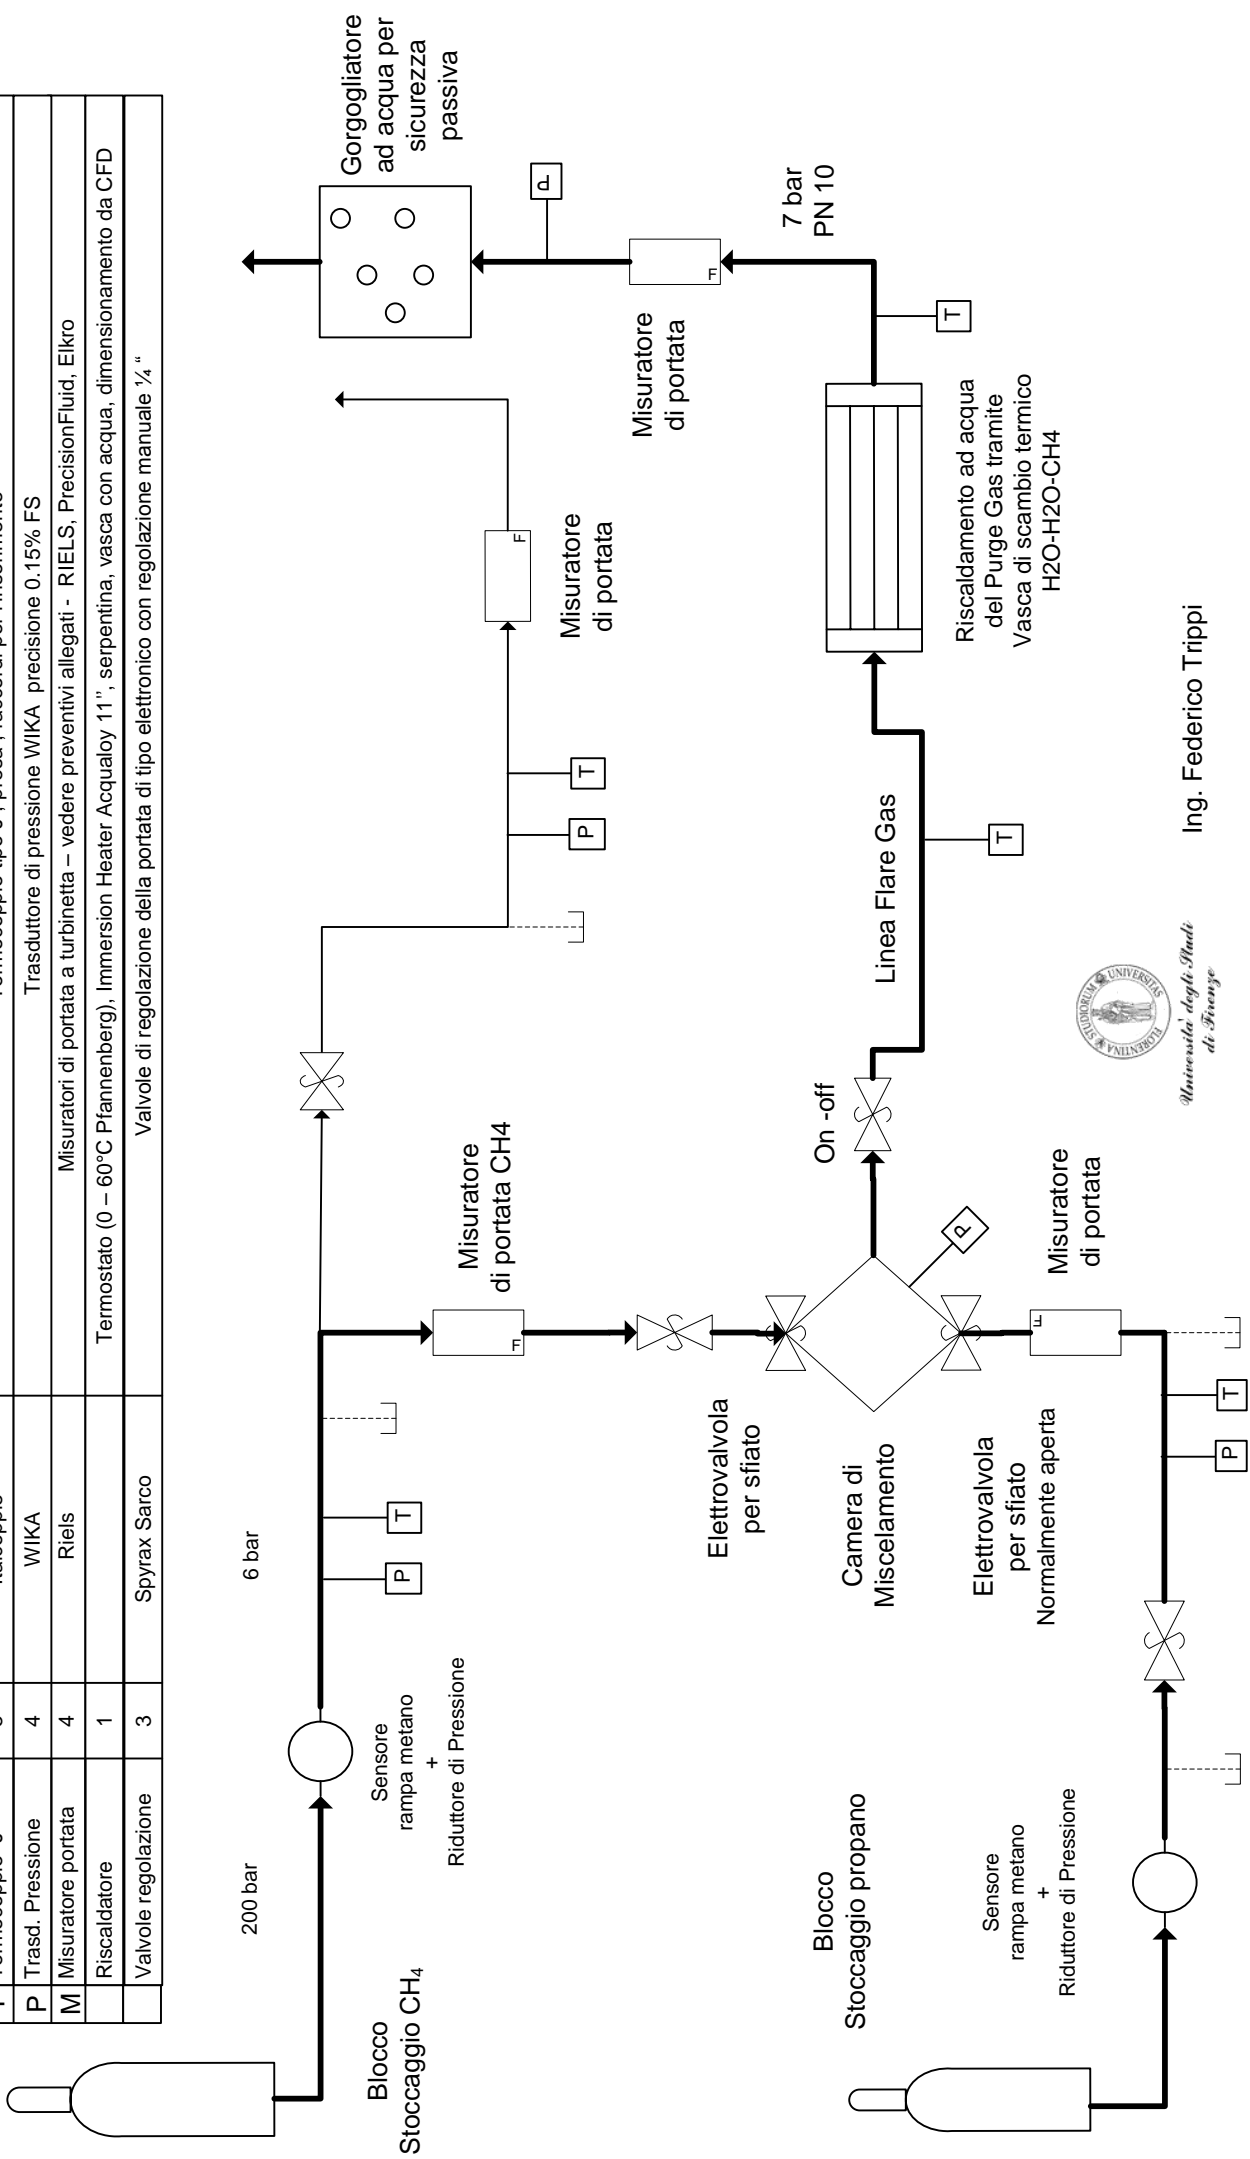 P Trasd. Pressione 4 WIKA Trasduttore di pressione WIKA precisione 0.15% FS
M Misuratore portata 4 Riels Misuratori di portata a turbinetta – vedere preventivi allegati - RIELS, PrecisionFluid, Elkro
Riscaldatore 1 Termostato (0 – 60°C Pfannenberg), Immersion Heater Acqualoy 11”, serpentina, vasca con acqua, dimensionamento da CFD
Valvole regolazione 3 Spyrax Sarco Valvole di regolazione della portata di tipo elettronico con regolazione manuale ¼ “
200 bar
6 bar
Blocco
Stoccaggio CH₄
Sensore
rampa metano
+
Riduttore di Pressione
P
T
Misuratore
di portata CH4
F
P
T
Misuratore
di portata
F
Gorgogliatore
ad acqua per
sicurezza
passiva
P
Misuratore
di portata
F
7 bar
PN 10
T
Elettrovalvola
per sfiato
Camera di
Miscelamento
P
On -off
Linea Flare Gas
T
Riscaldamento ad acqua
del Purge Gas tramite
Vasca di scambio termico
H2O-H2O-CH4
Elettrovalvola
per sfiato
Normalmente aperta
Misuratore
di portata
F
Blocco
Stoccaggio propano
Sensore
rampa metano
+
Riduttore di Pressione
P
T
Universita' degli Studi
di Firenze
Ing. Federico Trippi